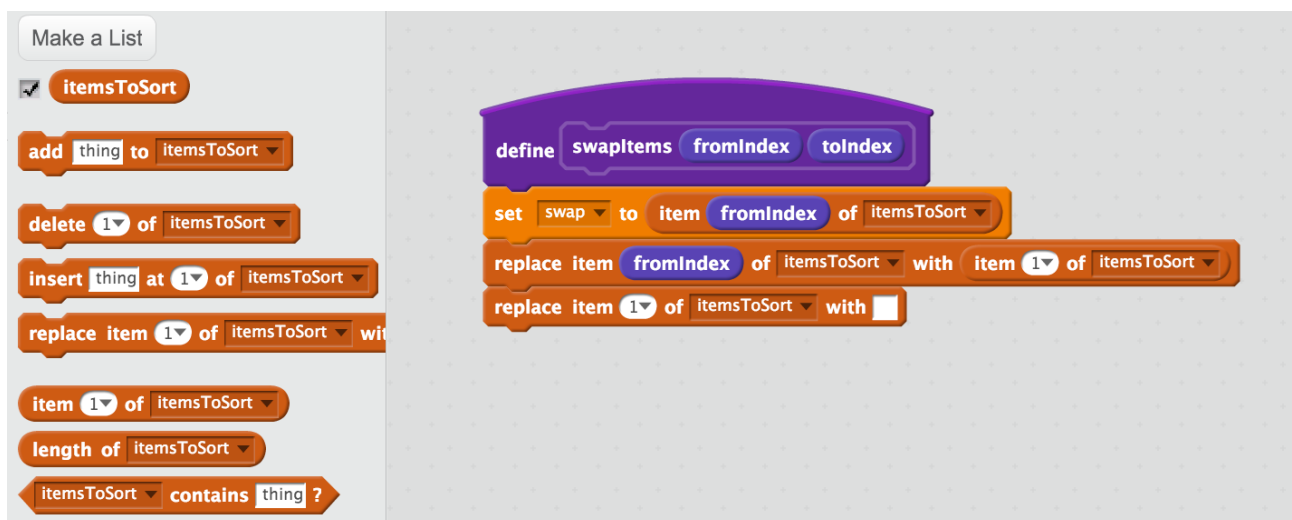 Make a List
itemsToSort
add thing to itemsToSort
delete 1 of itemsToSort
insert thing at 1 of itemsToSort
replace item 1 of itemsToSort wit
item 1 of itemsToSort
length of itemsToSort
itemsToSort contains thing ?
define swapItems fromIndex toIndex
set swap to item fromIndex of itemsToSort
replace item fromIndex of itemsToSort with item 1 of itemsToSort
replace item 1 of itemsToSort with